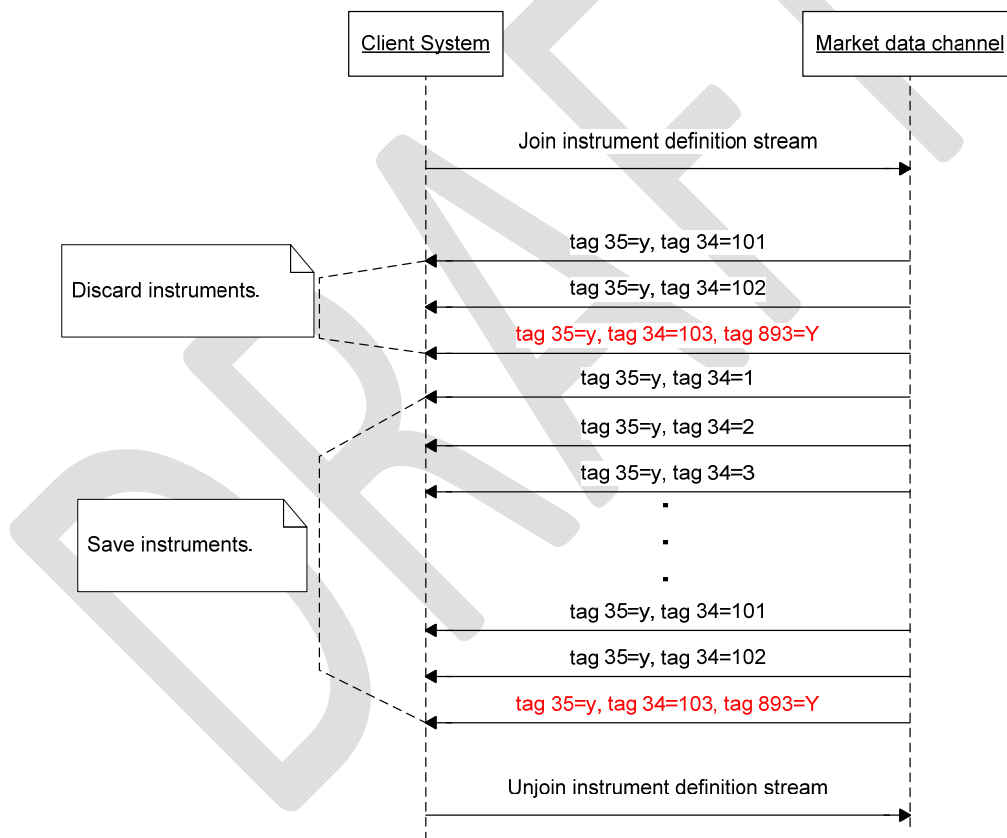 Client System
Market data channel
Join instrument definition stream
tag 35=y, tag 34=101
Discard instruments.
tag 35=y, tag 34=102
tag 35=y, tag 34=103, tag 893=Y
tag 35=y, tag 34=1
tag 35=y, tag 34=2
tag 35=y, tag 34=3
Save instruments.
tag 35=y, tag 34=101
tag 35=y, tag 34=102
tag 35=y, tag 34=103, tag 893=Y
Unjoin instrument definition stream
DRAFT